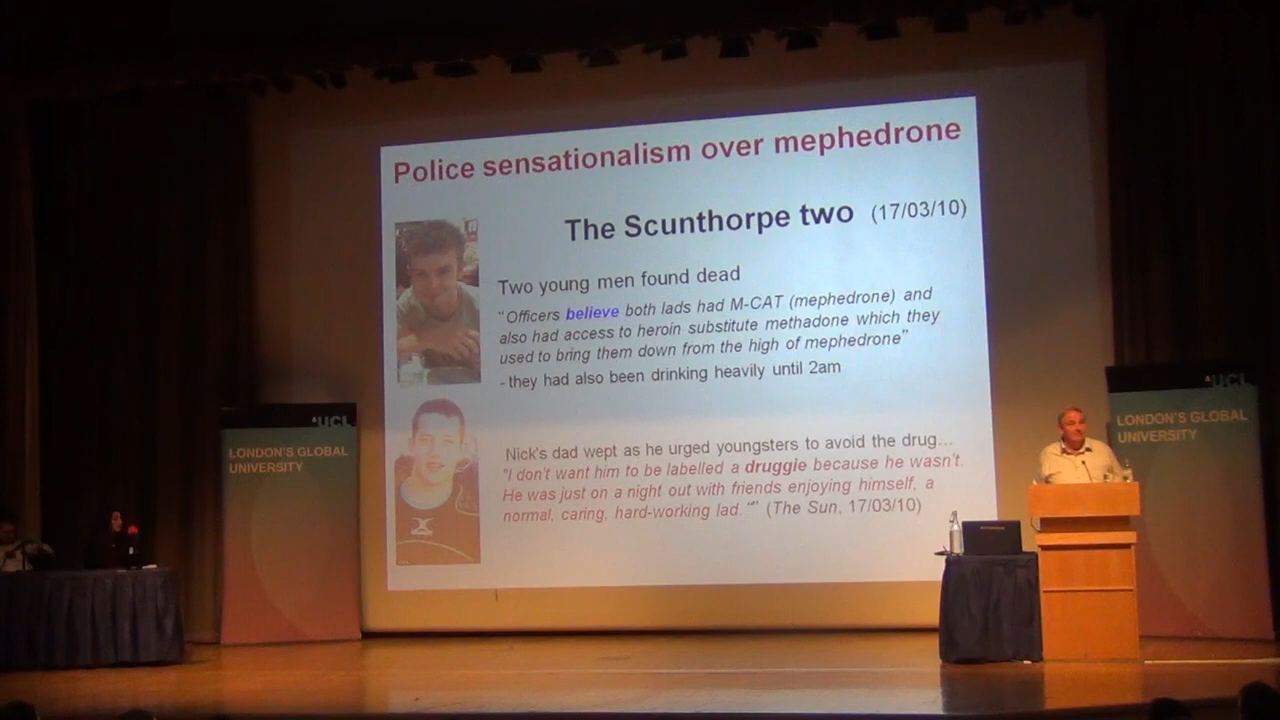 Police sensationalism over mephedrone
The Scunthorpe two (17/03/10)
Two young men found dead
"Officers believe both lads had M-CAT (mephedrone) and
also had access to heroin substitute methadone which they
used to bring them down from the high of mephedrone"
- they had also been drinking heavily until 2am
Nick's dad wept as he urged youngsters to avoid the drug…
"I don't want him to be labelled a druggie because he wasn't.
He was just on a night out with friends enjoying himself, a
normal, caring, hard-working lad."" (The Sun, 17/03/10)
UCL
LONDON'S GLOBAL
UNIVERSITY
UCL
LONDON'S GLOBAL
UNIVERSITY